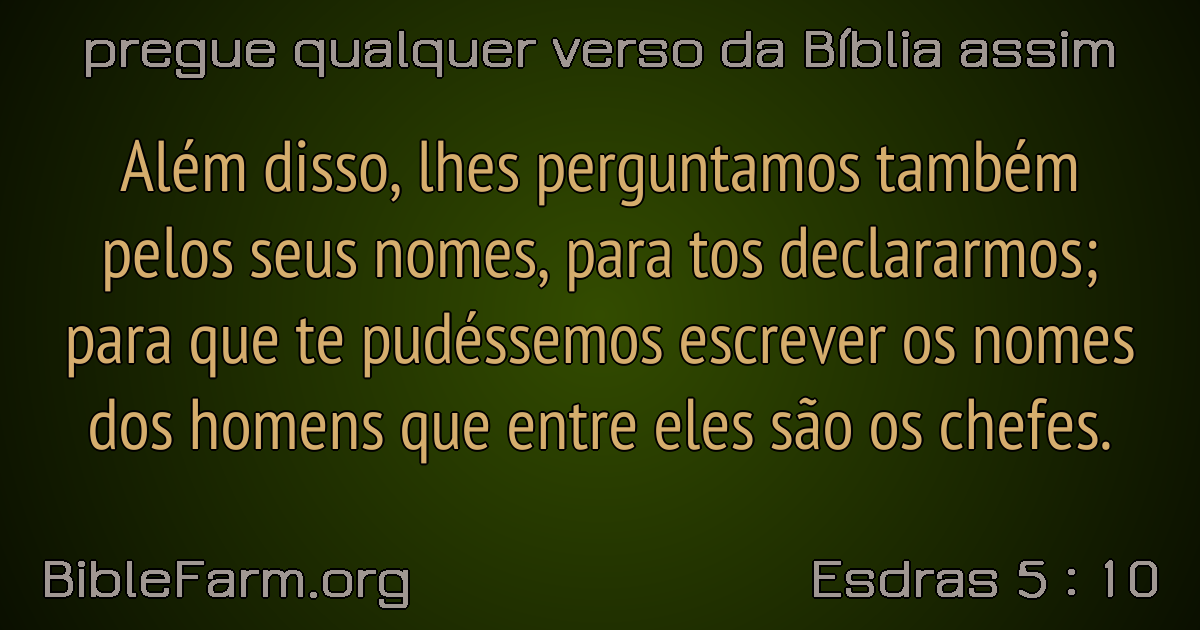 pregue qualquer verso da Bíblia assim
Além disso, lhes perguntamos também
pelos seus nomes, para tos declararmos;
para que te pudéssemos escrever os nomes
dos homens que entre eles são os chefes.
BibleFarm.org
Esdras 5 : 10